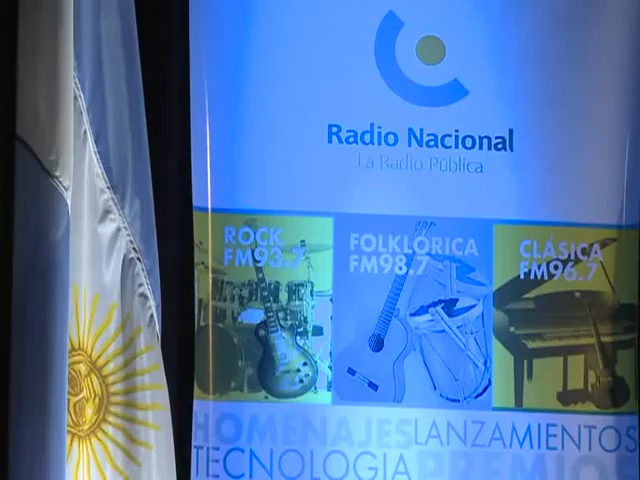 Radio Nacional
La Radio Pública
ROCK
FM93.7
FOLKLÓRICA
FM98.7
CLÁSICA
FM96.7
HOMENAJES LANZAMIENTOS
TECNOLOGIA PREMIOS